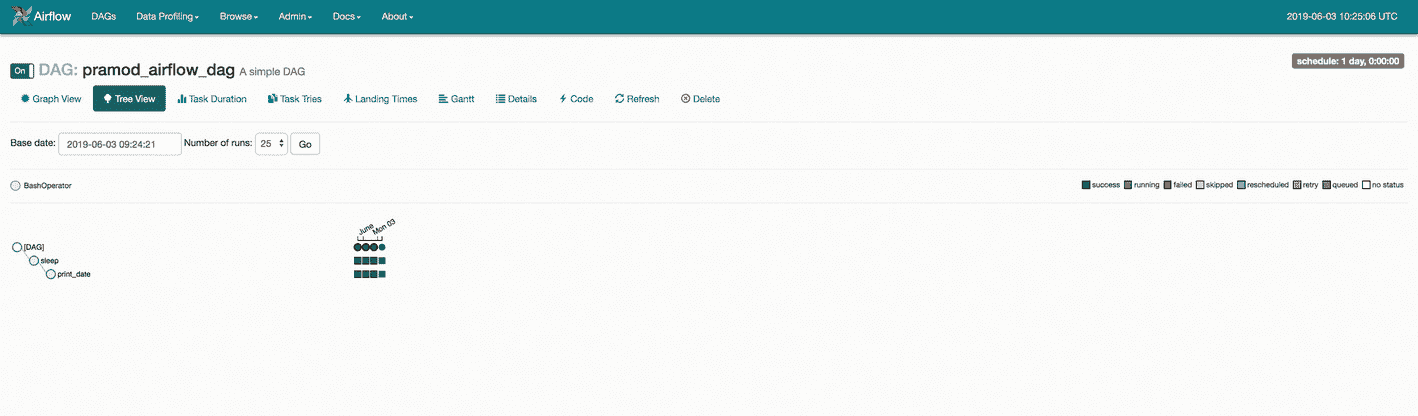 Airflow DAGs Data Profiling Browse Admin Docs About 2019-06-03 10:25:06 UTC
schedule: 1 day, 0:00:00
On DAG: pramod_airflow_dag A simple DAG
Graph View Tree View Task Duration Task Tries Landing Times Gantt Details Code Refresh Delete
Base date: 2019-06-03 09:24:21 Number of runs: 25 Go
BashOperator success running failed skipped rescheduled retry queued no status
June Mon 03
[DAG]
sleep
print_date